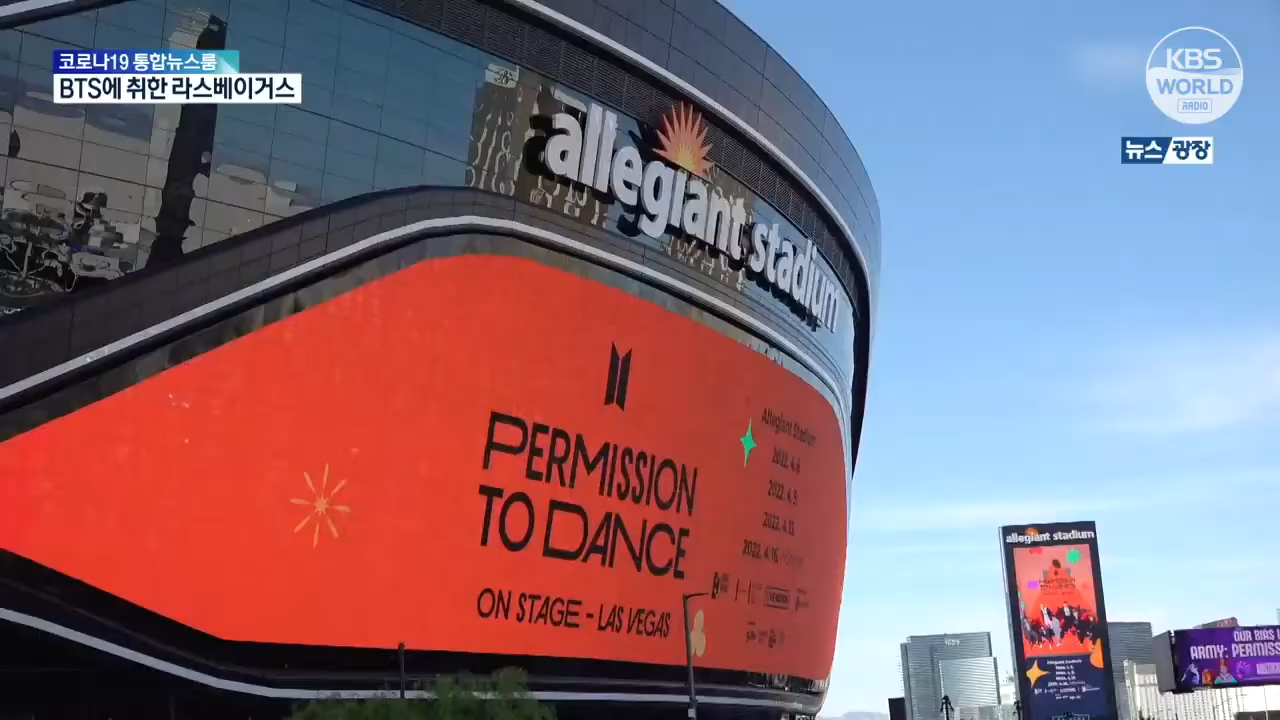 코로나19 통합뉴스룸
BTS에 취한 라스베이거스
KBS
WORLD
RADIO
뉴스광장
allegiant stadium
PERMISSION
TO DANCE
ON STAGE - LAS VEGAS
Allegiant Stadium
2022. 4. 8.
2022. 4. 9.
2022. 4. 15.
2022. 4. 16.
allegiant stadium
PERMISSION
TO DANCE
OUR BIAS
ARMY: PERMISS